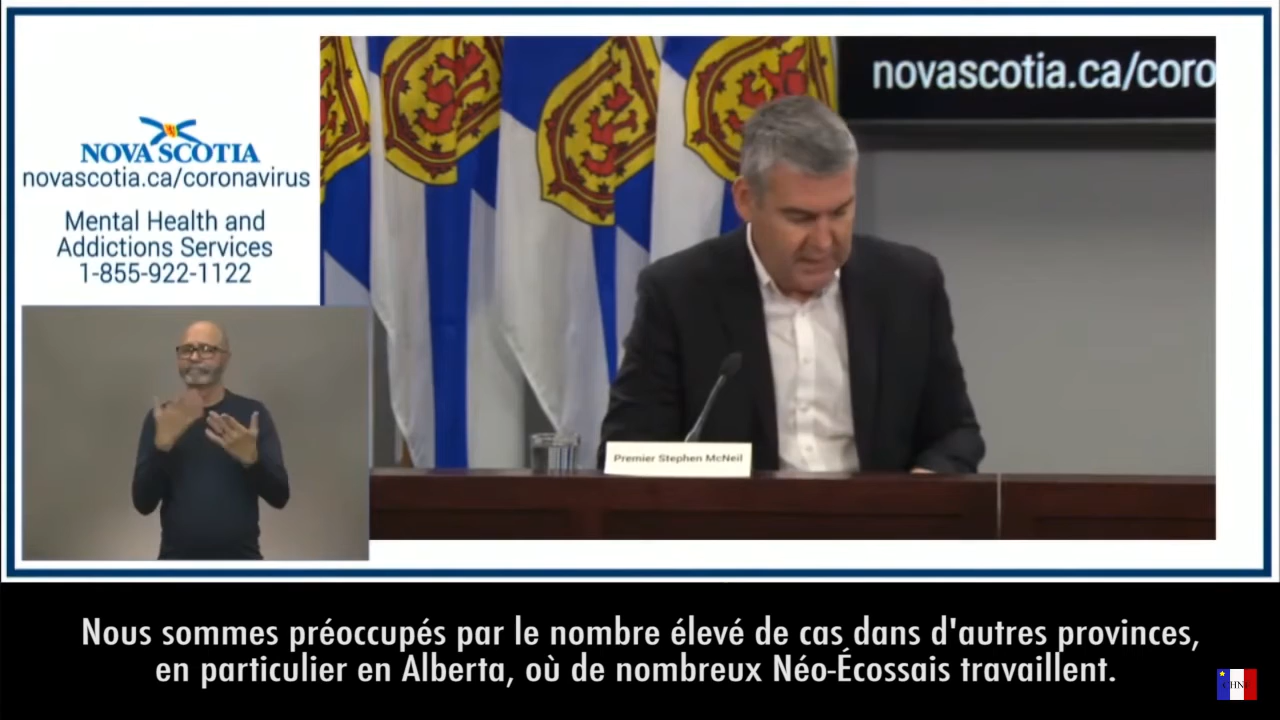 NOVA SCOTIA
novascotia.ca/coronavirus
Mental Health and
Addictions Services
1-855-922-1122
novascotia.ca/coro
Premier Stephen McNeil
Nous sommes préoccupés par le nombre élevé de cas dans d'autres provinces,
en particulier en Alberta, où de nombreux Néo-Écossais travaillent.